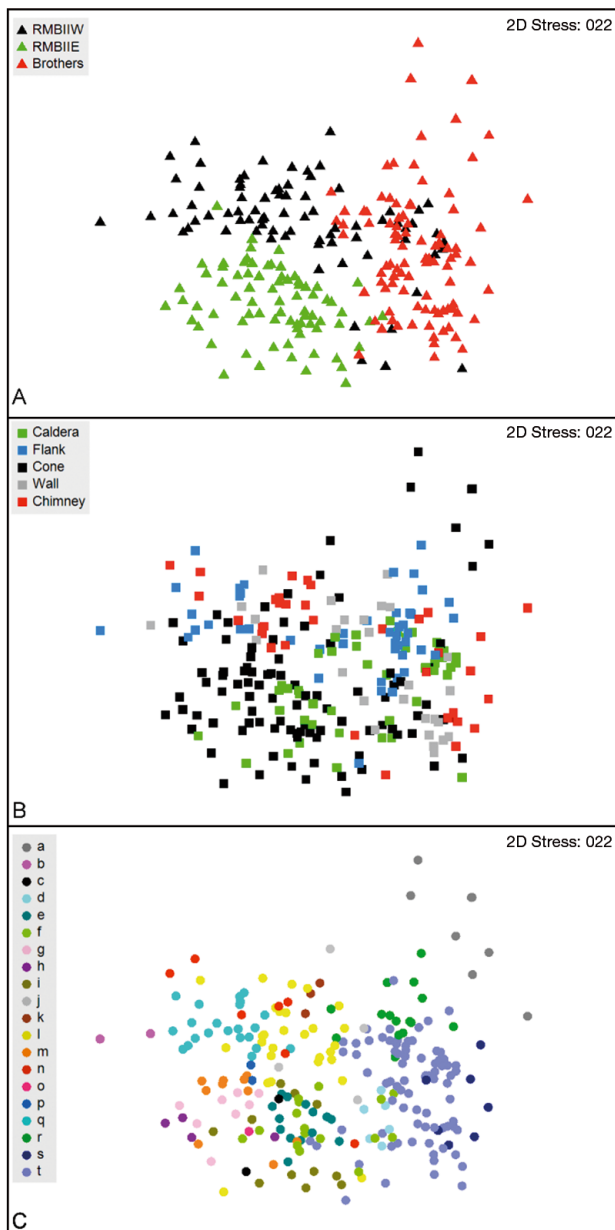 RMBIIW
RMBIIE
Brothers
2D Stress: 022
A
Caldera
Flank
Cone
Wall
Chimney
2D Stress: 022
B
a
b
c
d
e
f
g
h
i
j
k
l
m
n
o
p
q
r
s
t
2D Stress: 022
C